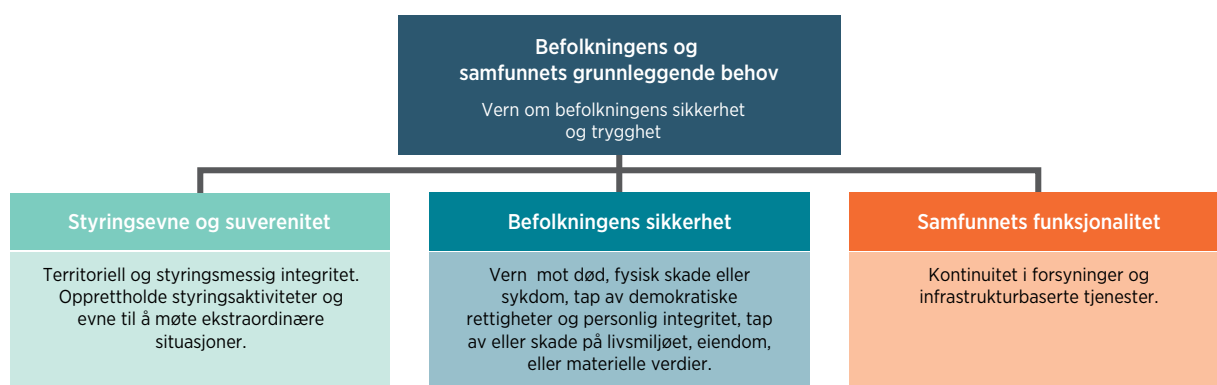 Befolkningens og
samfunnets grunnleggende behov
Vern om befolkningens sikkerhet
og trygghet
Styringsevne og suverenitet
Territoriell og styringsmessig integritet.
Opprettholde styringsaktiviteter og
evne til å møte ekstraordinære
situasjoner.
Befolkningens sikkerhet
Vern mot død, fysisk skade eller
sykdom, tap av demokratiske
rettigheter og personlig integritet, tap
av eller skade på livsmiljøet, eiendom,
eller materielle verdier.
Samfunnets funksjonalitet
Kontinuitet i forsyninger og
infrastrukturbaserte tjenester.